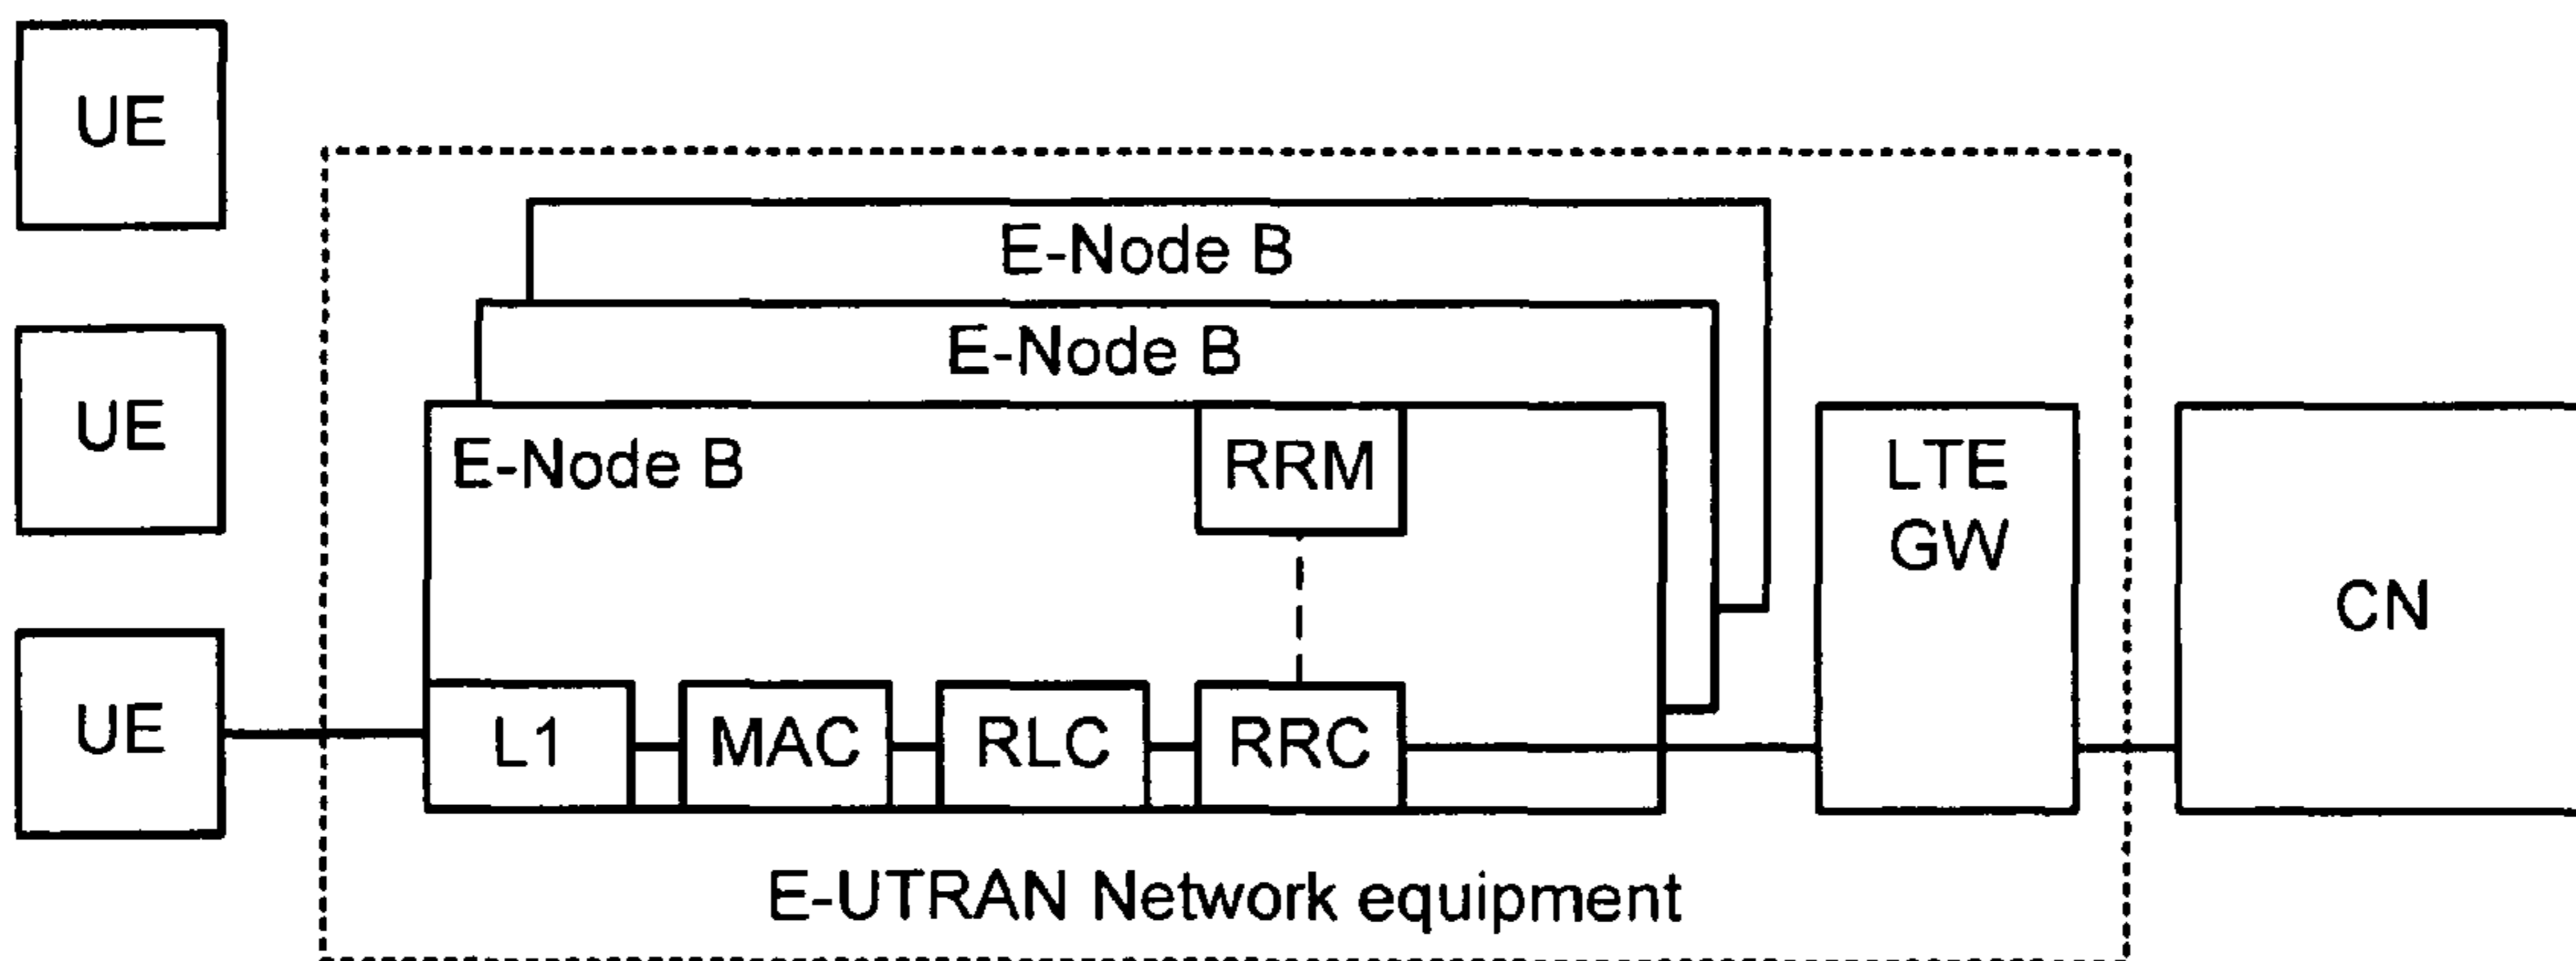 UE
UE
UE
E-Node B
E-Node B
E-Node B
RRM
L1
MAC
RLC
RRC
LTE
GW
CN
E-UTRAN Network equipment